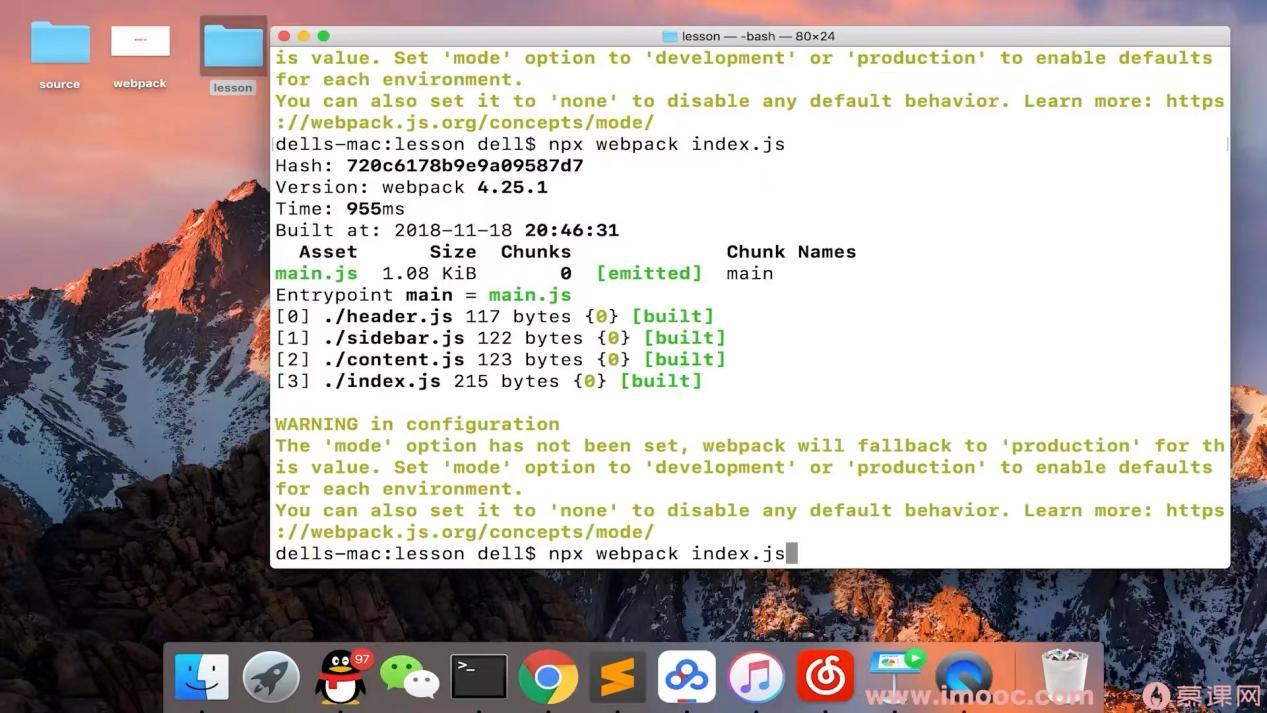 lesson — -bash — 80×24
source
webpack
lesson
is value. Set 'mode' option to 'development' or 'production' to enable defaults
for each environment.
You can also set it to 'none' to disable any default behavior. Learn more: https
://webpack.js.org/concepts/mode/
dells-mac:lesson dell$ npx webpack index.js
Hash: 720c6178b9e9a09587d7
Version: webpack 4.25.1
Time: 955ms
Built at: 2018-11-18 20:46:31
Asset Size Chunks Chunk Names
main.js 1.08 KiB 0 [emitted] main
Entrypoint main = main.js
[0] ./header.js 117 bytes {0} [built]
[1] ./sidebar.js 122 bytes {0} [built]
[2] ./content.js 123 bytes {0} [built]
[3] ./index.js 215 bytes {0} [built]
WARNING in configuration
The 'mode' option has not been set, webpack will fallback to 'production' for th
is value. Set 'mode' option to 'development' or 'production' to enable defaults
for each environment.
You can also set it to 'none' to disable any default behavior. Learn more: https
://webpack.js.org/concepts/mode/
dells-mac:lesson dell$ npx webpack index.js
97
>_
www.imooc.com
慕课网